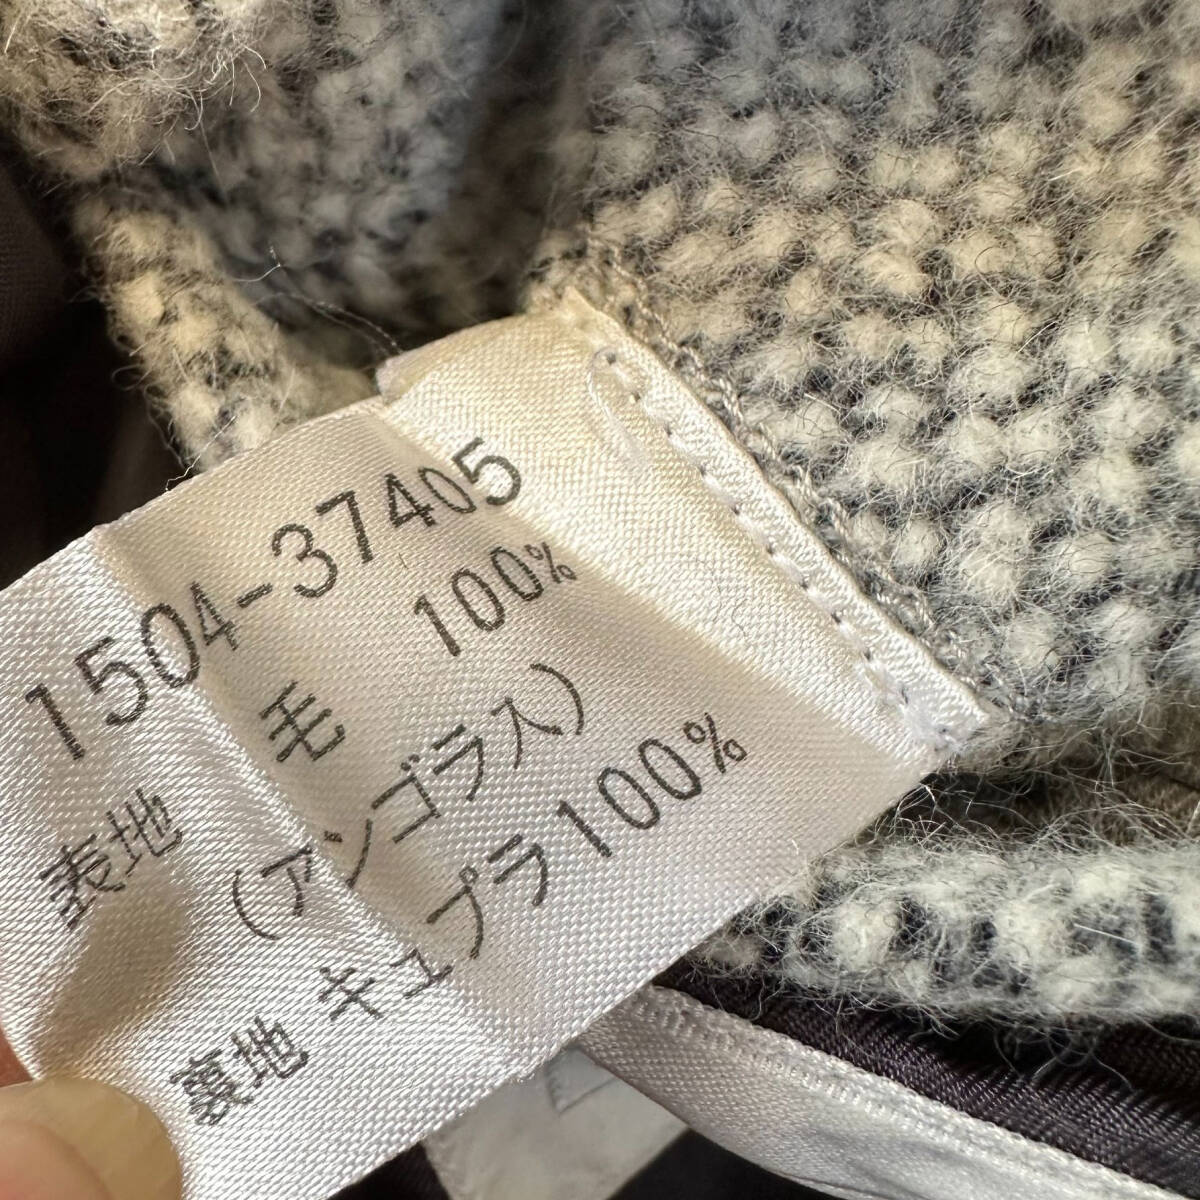 1504-37405
表地 毛 100%
(アンゴラ入)
裏地 キュプラ100%